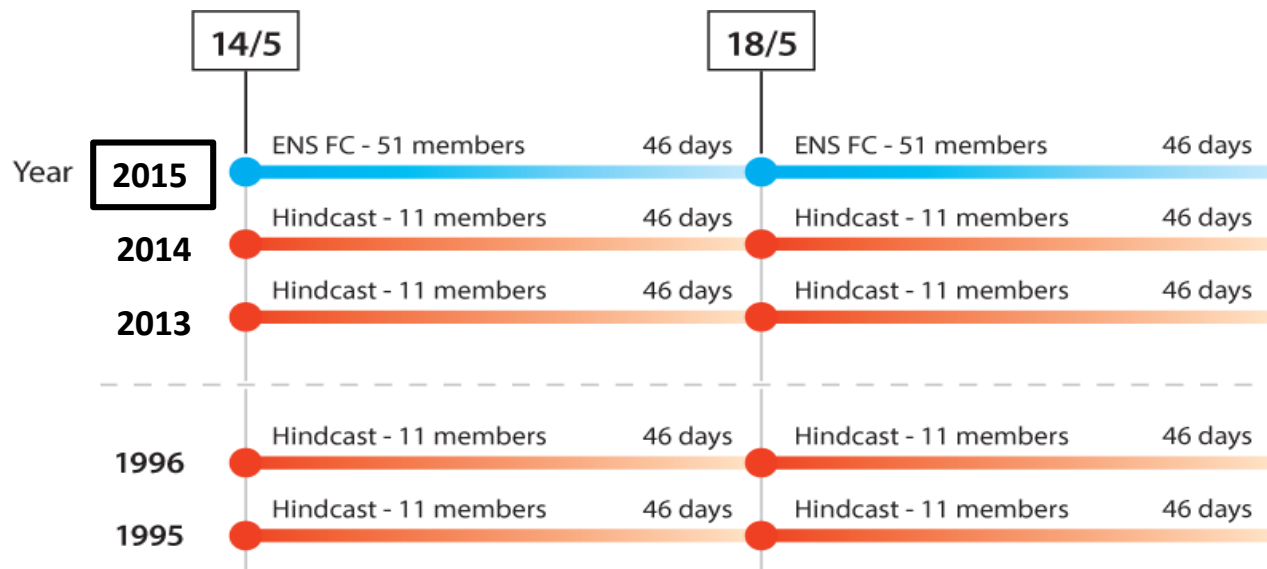 14/5 18/5
ENS FC - 51 members 46 days ENS FC - 51 members 46 days
Year 2015
Hindcast - 11 members 46 days Hindcast - 11 members 46 days
2014
Hindcast - 11 members 46 days Hindcast - 11 members 46 days
2013
Hindcast - 11 members 46 days Hindcast - 11 members 46 days
1996
Hindcast - 11 members 46 days Hindcast - 11 members 46 days
1995